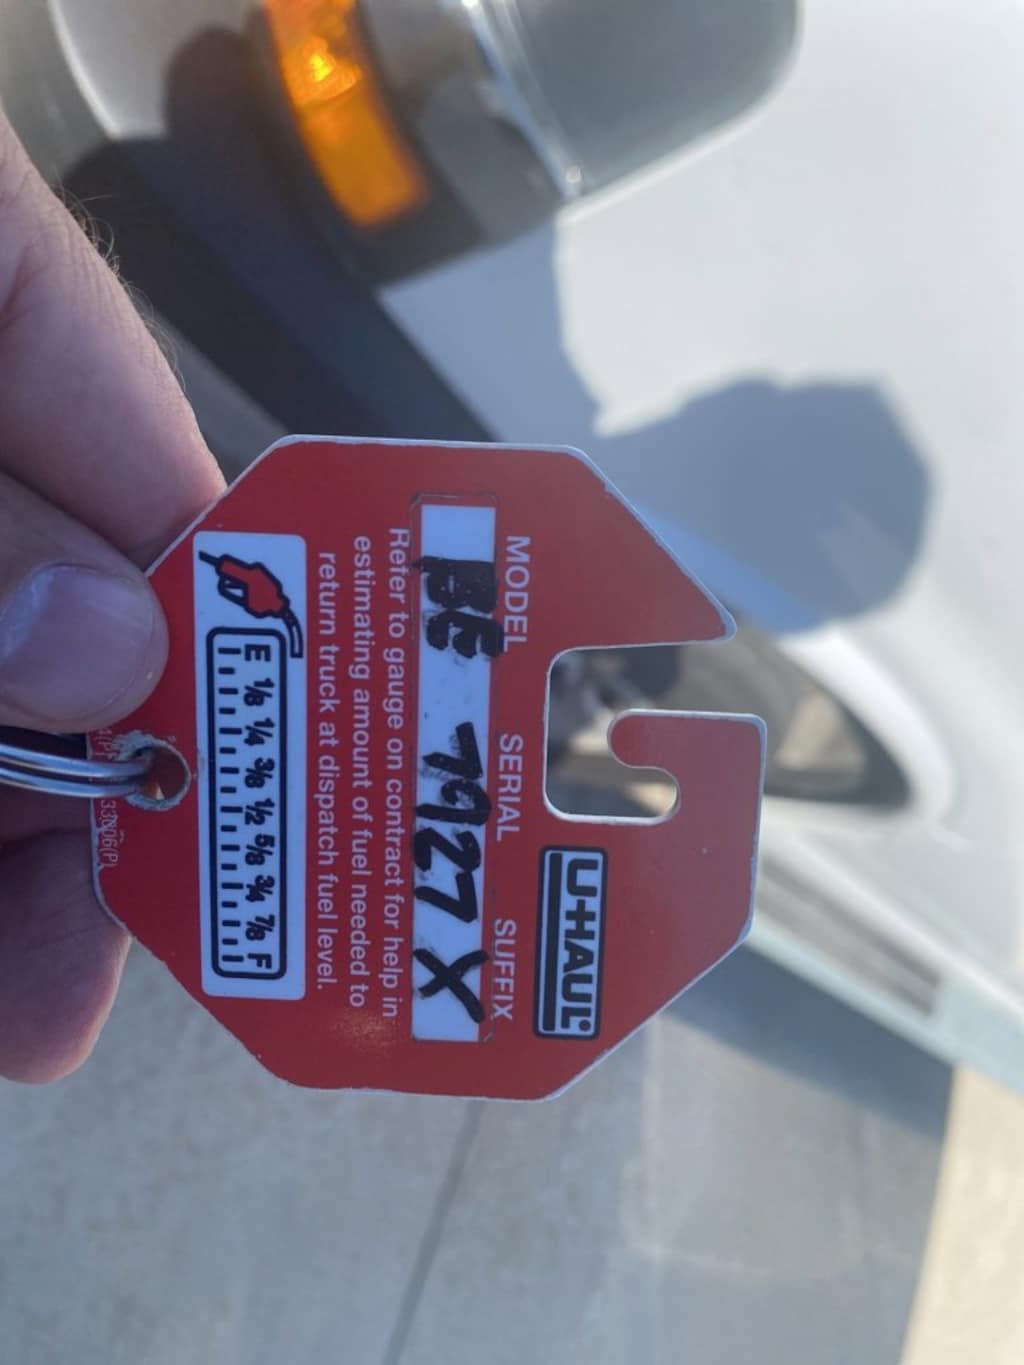 U-HAUL®
MODEL SERIAL SUFFIX
BE 7927 X
Refer to gauge on contract for help in
estimating amount of fuel needed to
return truck at dispatch fuel level.
E 1/8 1/4 3/8 1/2 5/8 3/4 7/8 F